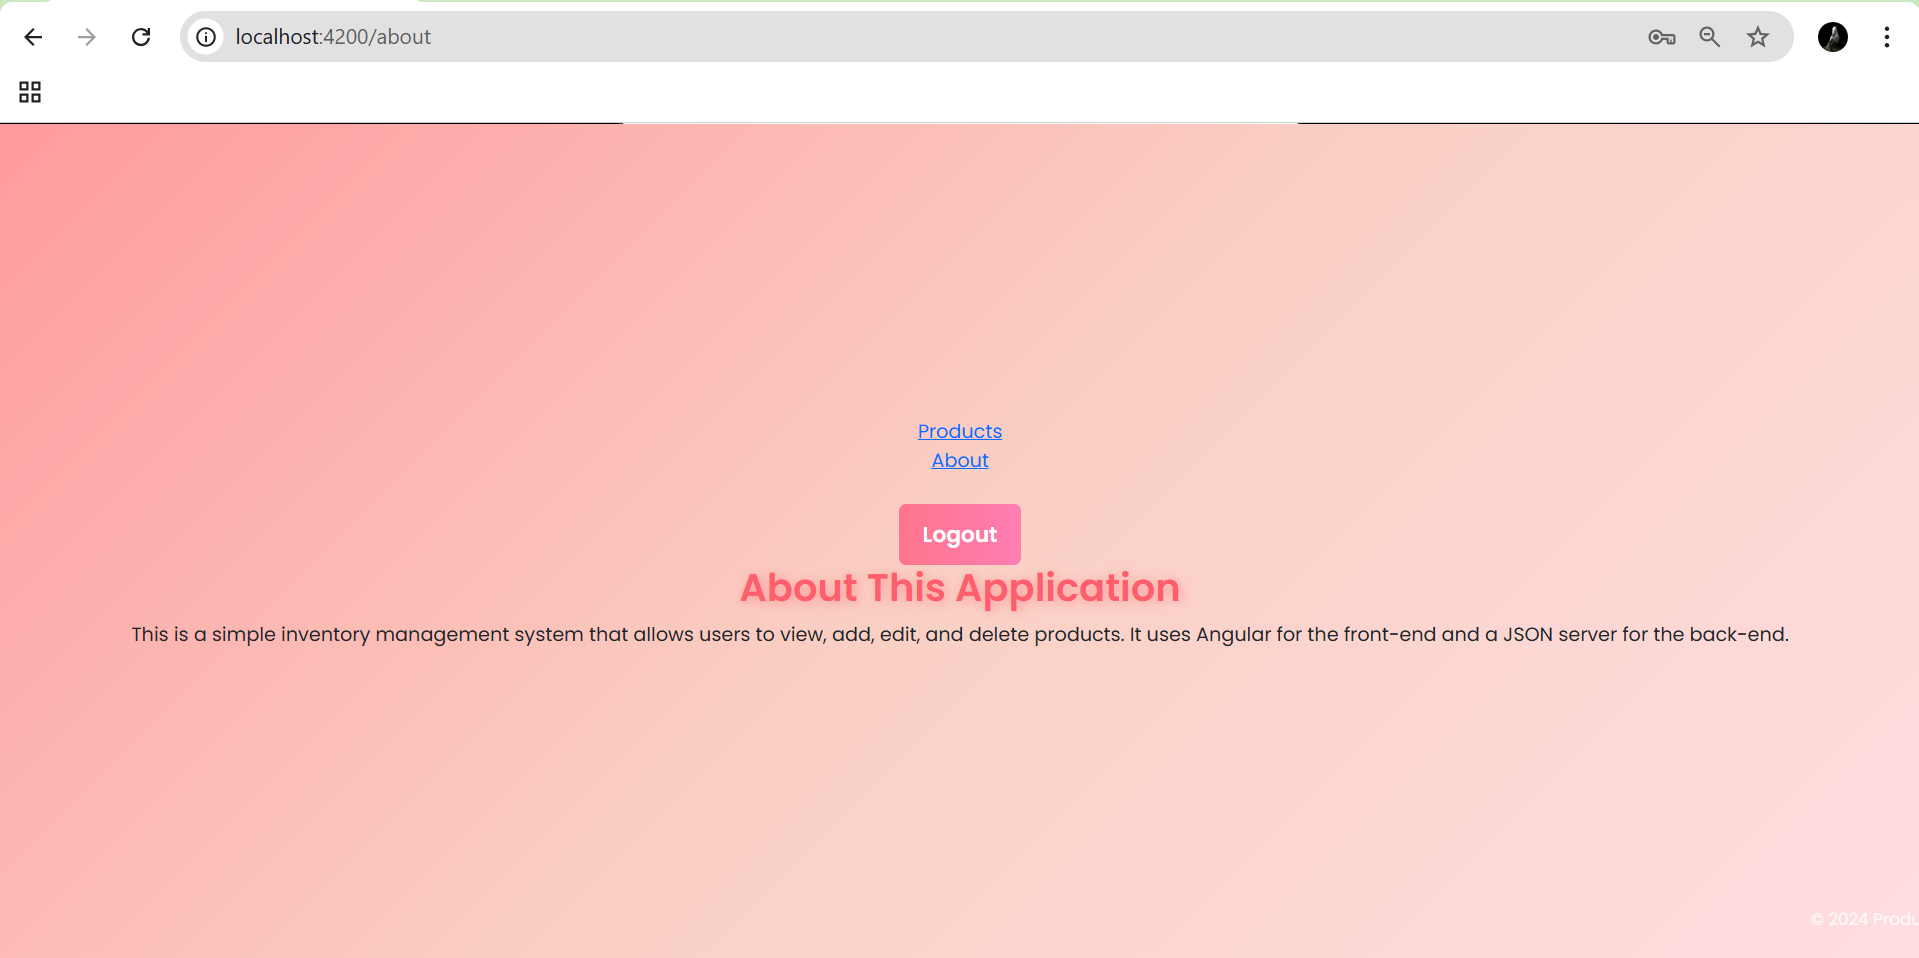 localhost:4200/about
Products
About
Logout
About This Application
This is a simple inventory management system that allows users to view, add, edit, and delete products. It uses Angular for the front-end and a JSON server for the back-end.
© 2024 Produ